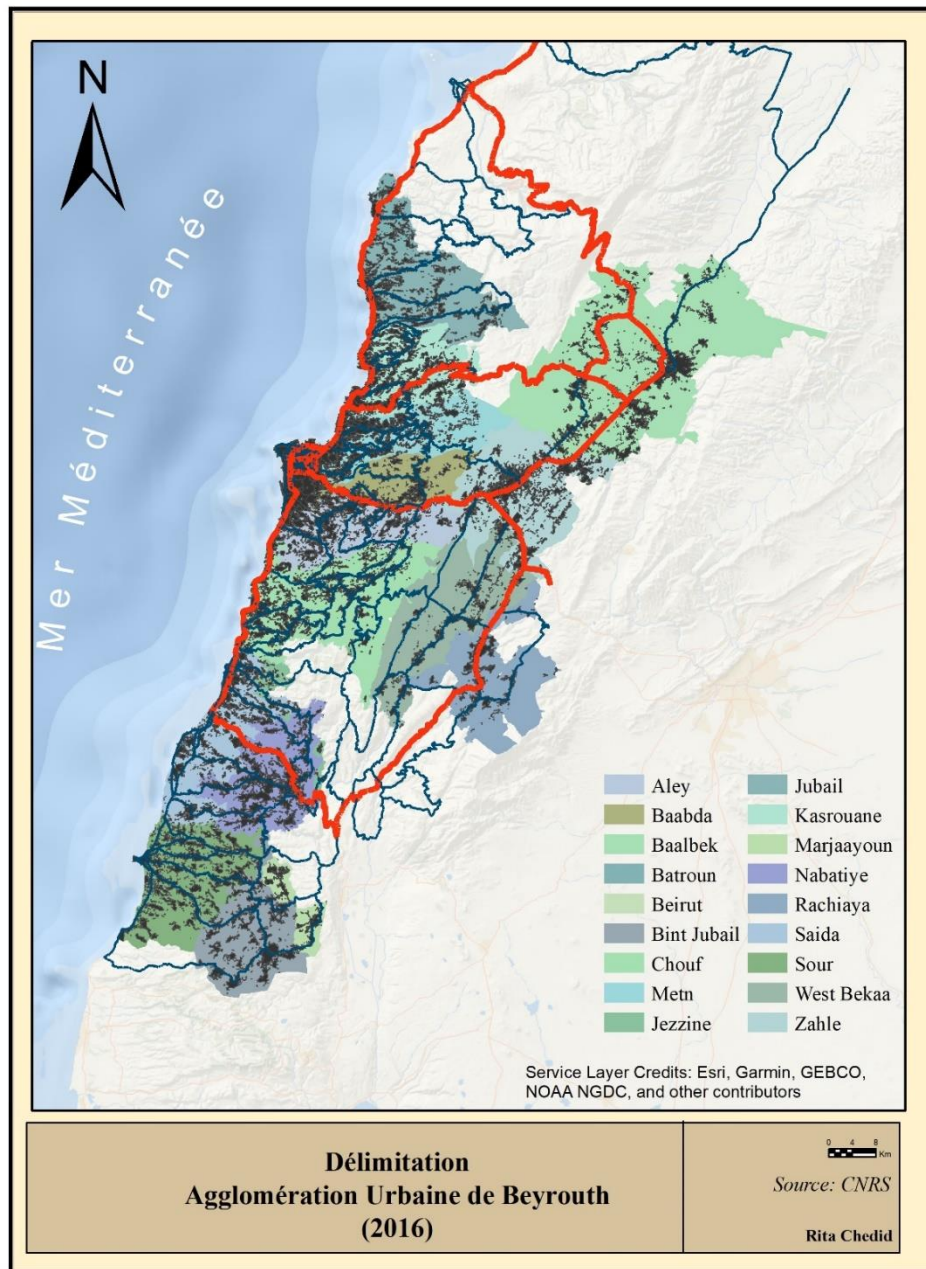 N
Mer Méditerranée
Aley
Baabda
Baalbek
Batroun
Beirut
Bint Jubail
Chouf
Metn
Jezzine
Jubail
Kasrouane
Marjaayoun
Nabatiye
Rachiaya
Saida
Sour
West Bekaa
Zahle
Service Layer Credits: Esri, Garmin, GEBCO,
NOAA NGDC, and other contributors
Délimitation
Agglomération Urbaine de Beyrouth
(2016)
0 4 8
Km
Source: CNRS
Rita Chedid